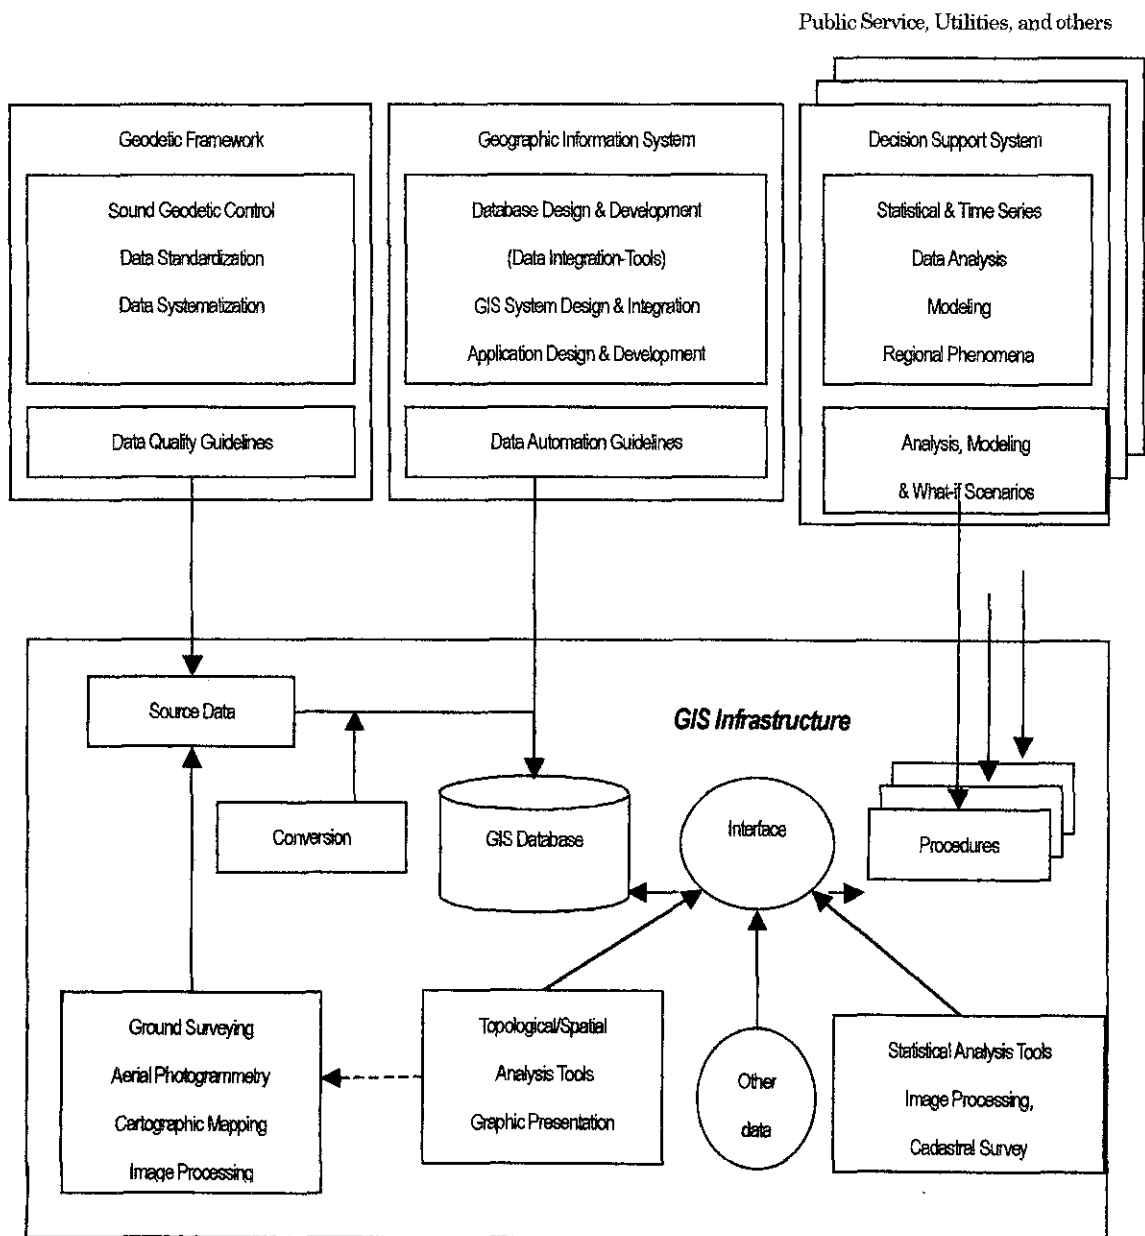 Public Service, Utilities, and others
Geodetic Framework
Sound Geodetic Control
Data Standardization
Data Systematization
Data Quality Guidelines
Geographic Information System
Database Design & Development
(Data Integration-Tools)
GIS System Design & Integration
Application Design & Development
Data Automation Guidelines
Decision Support System
Statistical & Time Series
Data Analysis
Modeling
Regional Phenomena
Analysis, Modeling
& What-if Scenarios
GIS Infrastructure
Source Data
Conversion
GIS Database
Interface
Procedures
Ground Surveying
Aerial Photogrammetry
Cartographic Mapping
Image Processing
Topological/Spatial
Analysis Tools
Graphic Presentation
Other
data
Statistical Analysis Tools
Image Processing,
Cadastral Survey